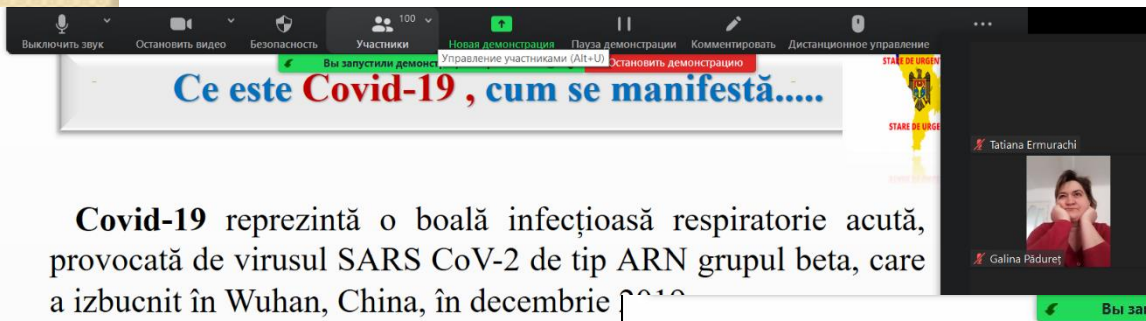 100
Выключить звук Остановить видео Безопасность Участники Новая демонстрация Пауза демонстрации Комментировать Дистанционное управление
Управление участниками (Alt+U)
Вы запустили Остановить демонстрацию
Ce este Covid-19 , cum se manifestă.....
STARE DE
STARE DE
Tatiana Ermurachi
Covid-19 reprezintă o boală infecțioasă respiratorie acută,
provocată de virusul SARS CoV-2 de tip ARN grupul beta, care
a izbucnit în Wuhan, China, în decembrie
Galina Pădureț
Вы